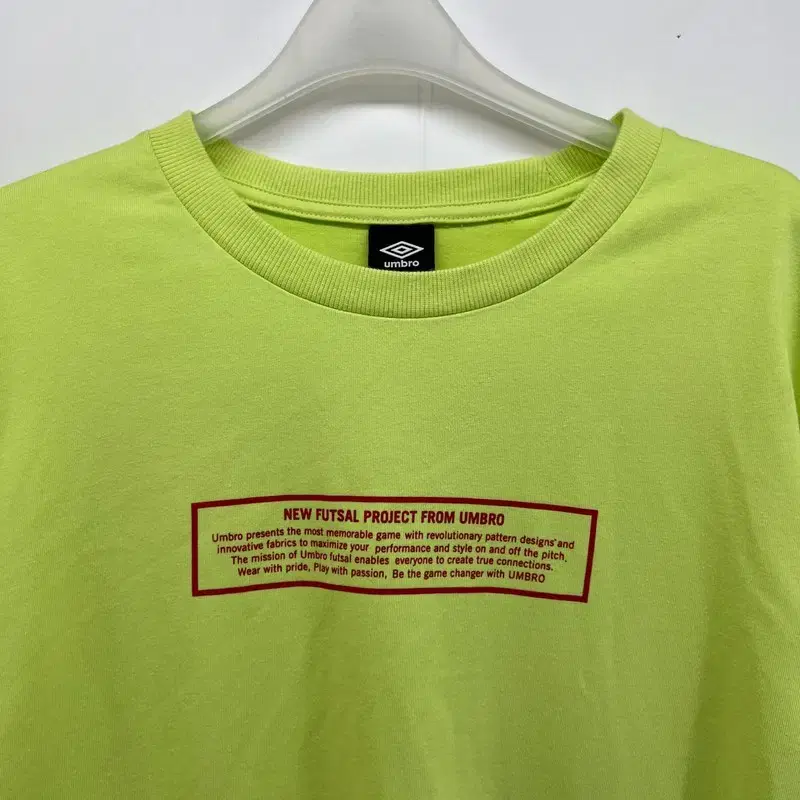 umbro
NEW FUTSAL PROJECT FROM UMBRO
Umbro presents the most memorable game with revolutionary pattern designs and
innovative fabrics to maximize your performance and style on and off the pitch.
The mission of Umbro futsal enables everyone to create true connections.
Wear with pride, Play with passion, Be the game changer with UMBRO